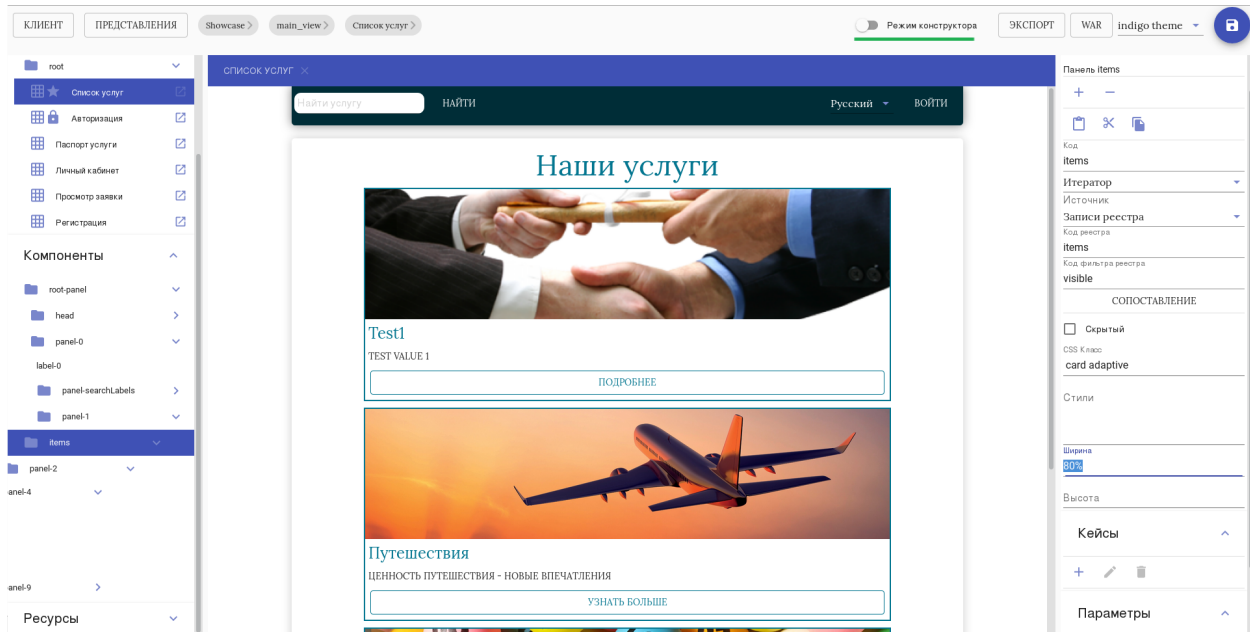 КЛИЕНТ ПРЕДСТАВЛЕНИЯ Showcase main_view Список услуг Режим конструктора ЭКСПОРТ WAR indigo theme
root
Список услуг
Авторизация
Паспорт услуги
Личный кабинет
Просмотр заявки
Регистрация
Компоненты
root-panel
head
panel-0
label-0
panel-searchLabels
panel-1
items
panel-2
anel-4
anel-9
Ресурсы
СПИСОК УСЛУГ
Найти услугу НАЙТИ Русский ВОЙТИ
Наши услуги
Test1
TEST VALUE 1
ПОДРОБНЕЕ
Путешествия
ЦЕННОСТЬ ПУТЕШЕСТВИЯ - НОВЫЕ ВПЕЧАТЛЕНИЯ
УЗНАТЬ БОЛЬШЕ
Панель items
Код
items
Итератор
Источник
Записи реестра
Код реестра
items
Код фильтра реестра
visible
СОПОСТАВЛЕНИЕ
Скрытый
CSS Класс
card adaptive
Стили
Ширина
80%
Высота
Кейсы
Параметры